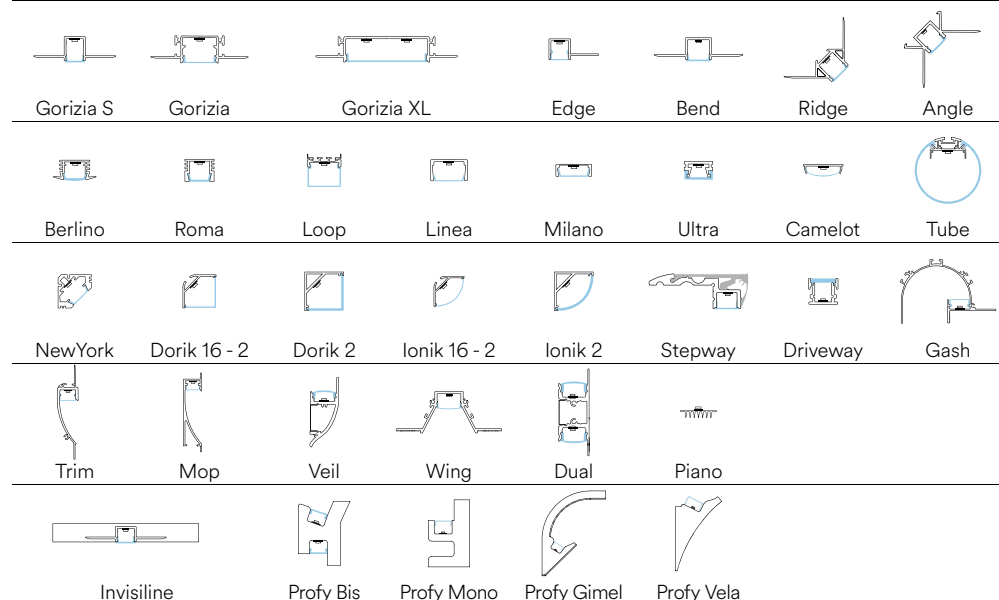 Gorizia S Gorizia Gorizia XL Edge Bend Ridge Angle
Berlino Roma Loop Linea Milano Ultra Camelot Tube
NewYork Dorik 16 - 2 Dorik 2 Ionik 16 - 2 Ionik 2 Stepway Driveway Gash
Trim Mop Veil Wing Dual Piano
Invisiline Profy Bis Profy Mono Profy Gimel Profy Vela